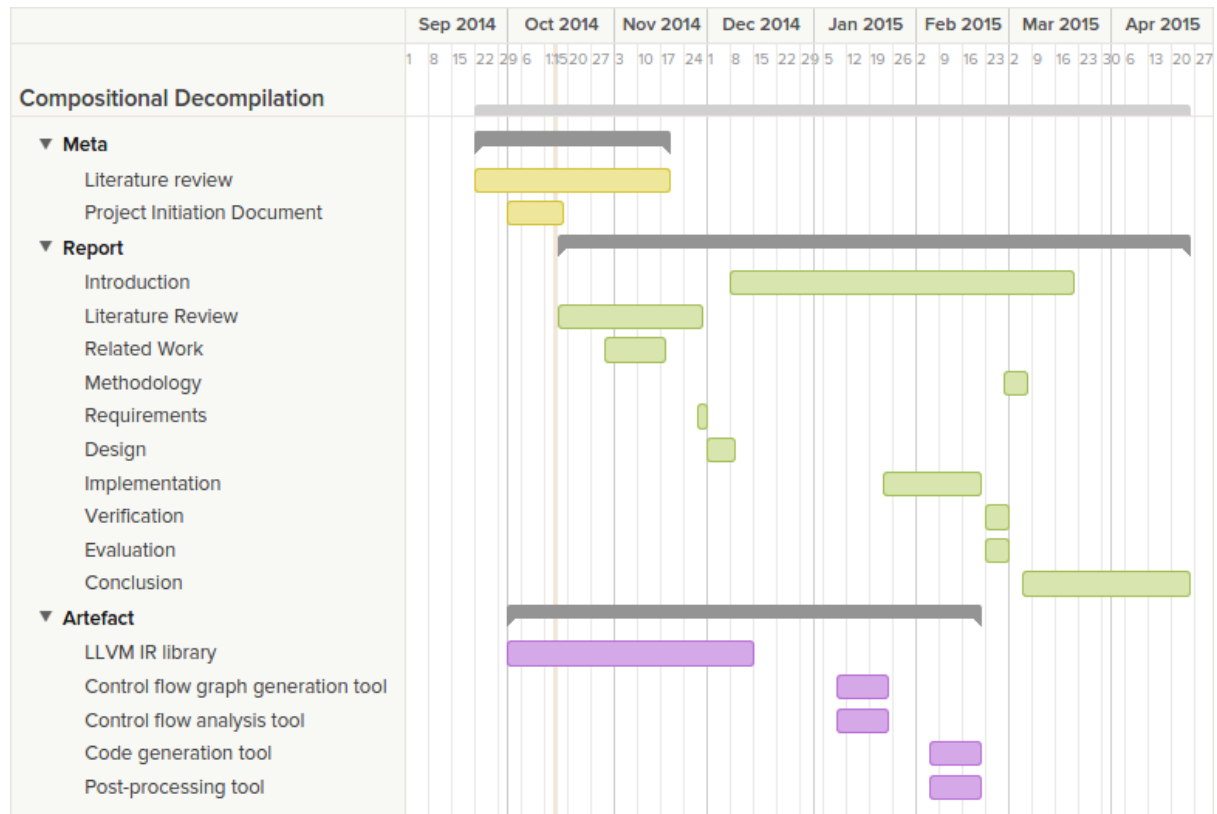 Sep 2014 Oct 2014 Nov 2014 Dec 2014 Jan 2015 Feb 2015 Mar 2015 Apr 2015
1 8 15 22 29 6 13 15 20 27 3 10 17 24 1 8 15 22 29 5 12 19 26 2 9 16 23 2 9 16 23 30 6 13 20 27
Compositional Decompilation
Meta
Literature review
Project Initiation Document
Report
Introduction
Literature Review
Related Work
Methodology
Requirements
Design
Implementation
Verification
Evaluation
Conclusion
Artefact
LLVM IR library
Control flow graph generation tool
Control flow analysis tool
Code generation tool
Post-processing tool